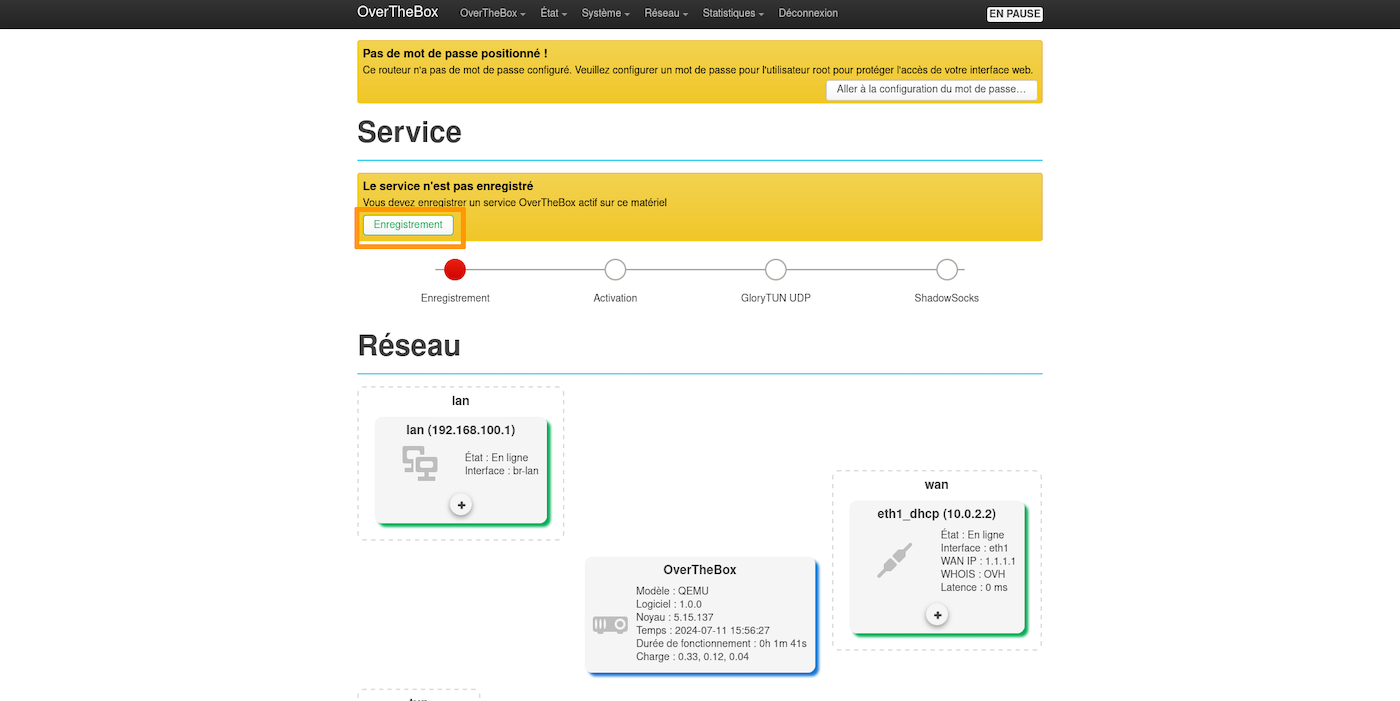 OverTheBox OverTheBox État Système Réseau Statistiques Déconnexion EN PAUSE
Pas de mot de passe positionné !
Ce routeur n'a pas de mot de passe configuré. Veuillez configurer un mot de passe pour l'utilisateur root pour protéger l'accès de votre interface web.
Aller à la configuration du mot de passe...
Service
Le service n'est pas enregistré
Vous devez enregistrer un service OverTheBox actif sur ce matériel
Enregistrement
Enregistrement Activation GloryTUN UDP ShadowSocks
Réseau
lan
lan (192.168.100.1)
État : En ligne
Interface : br-lan
+
wan
eth1_dhcp (10.0.2.2)
État : En ligne
Interface : eth1
WAN IP : 1.1.1.1
WHOIS : OVH
Latence : 0 ms
+
OverTheBox
Modèle : QEMU
Logiciel : 1.0.0
Noyau : 5.15.137
Temps : 2024-07-11 15:56:27
Durée de fonctionnement : 0h 1m 41s
Charge : 0.33, 0.12, 0.04